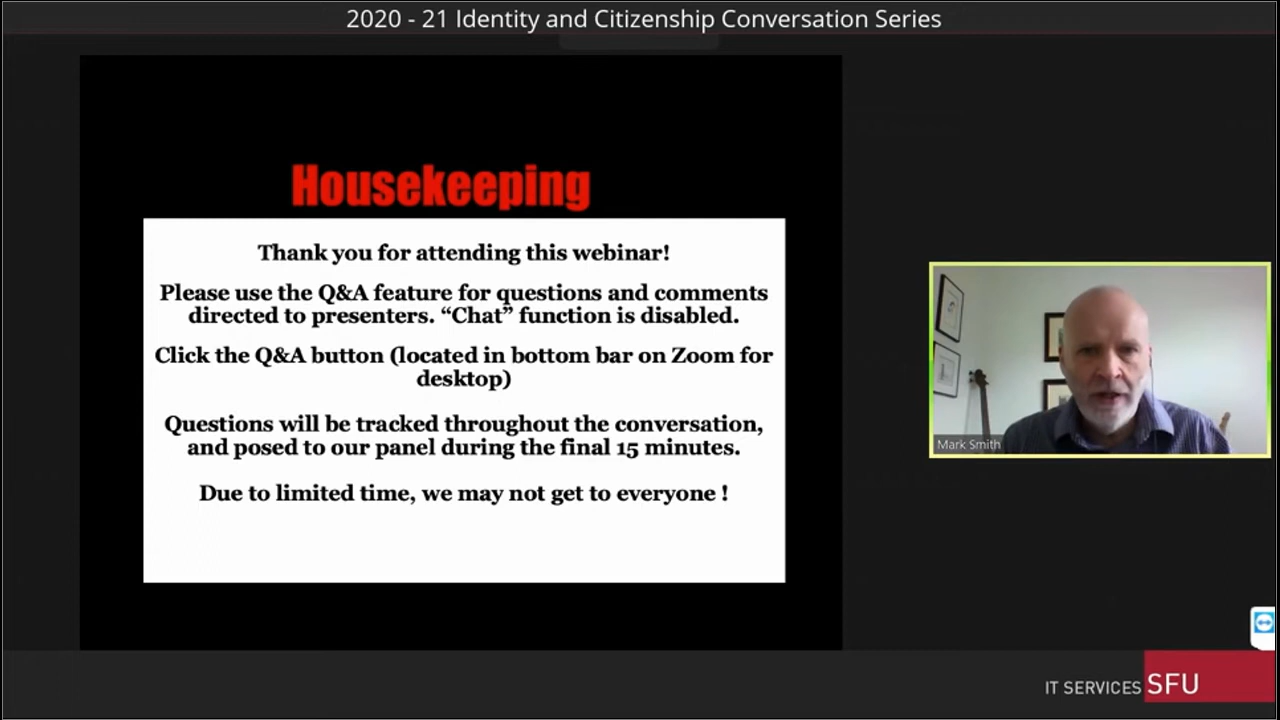 2020 - 21 Identity and Citizenship Conversation Series
Housekeeping
Thank you for attending this webinar!
Please use the Q&A feature for questions and comments
directed to presenters. “Chat” function is disabled.
Click the Q&A button (located in bottom bar on Zoom for
desktop)
Questions will be tracked throughout the conversation,
and posed to our panel during the final 15 minutes.
Due to limited time, we may not get to everyone !
Mark Smith
IT SERVICES SFU